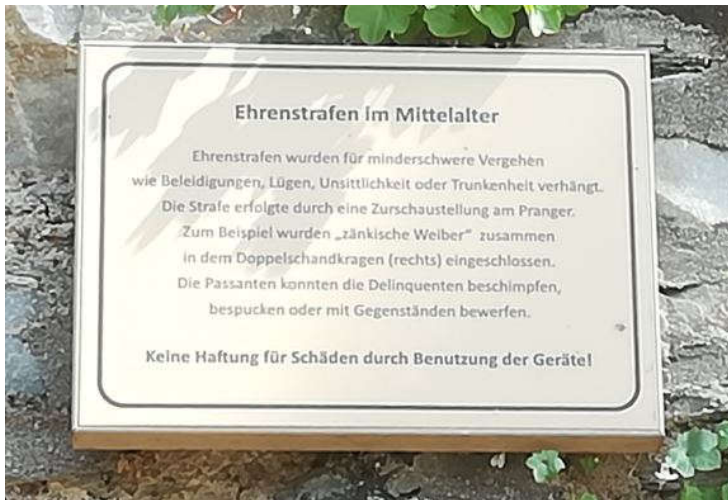 Ehrenstrafen im Mittelalter
Ehrenstrafen wurden für minderschwere Vergehen
wie Beleidigungen, Lügen, Unsittlichkeit oder Trunkenheit verhängt.
Die Strafe erfolgte durch eine Zurschaustellung am Pranger.
Zum Beispiel wurden „zänkische Weiber“ zusammen
in dem Doppelschandkragen (rechts) eingeschlossen.
Die Passanten konnten die Delinquenten beschimpfen,
bespucken oder mit Gegenständen bewerfen.
Keine Haftung für Schäden durch Benutzung der Geräte!